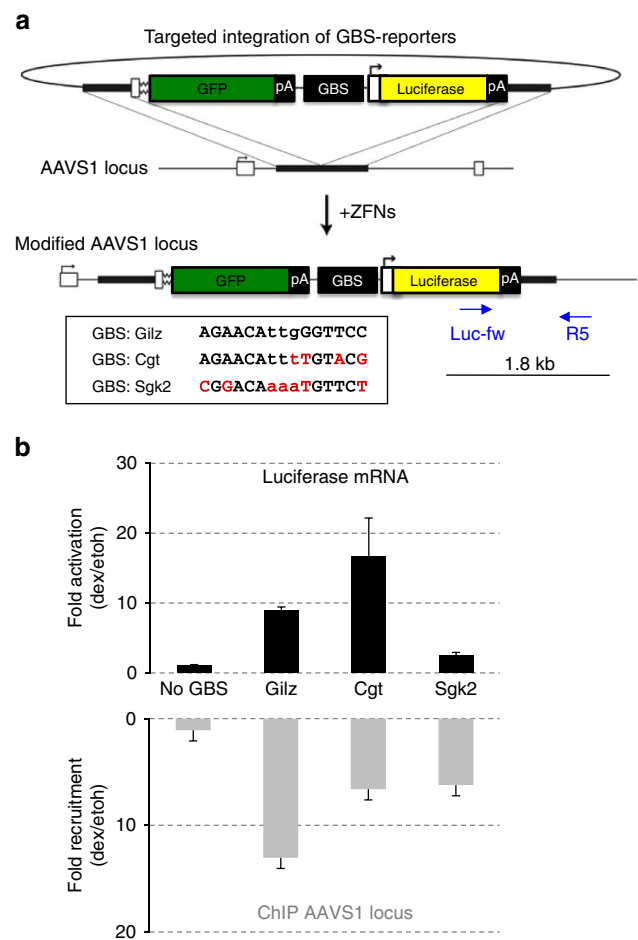 a
Targeted integration of GBS-reporters
GFP pA GBS Luciferase pA
AAVS1 locus
+ZFNs
Modified AAVS1 locus
GFP pA GBS Luciferase pA
GBS: Gilz AGAACAttgGGTTCC
GBS: Cgt AGAACAtttTGTACG
GBS: Sgk2 CGGACAaaaTGTTCT
Luc-fw R5
1.8 kb
b
30
Luciferase mRNA
20
10
0
Fold activation
(dex/etoh)
No GBS Gilz Cgt Sgk2
0
10
20
Fold recruitment
(dex/etoh)
ChIP AAVS1 locus